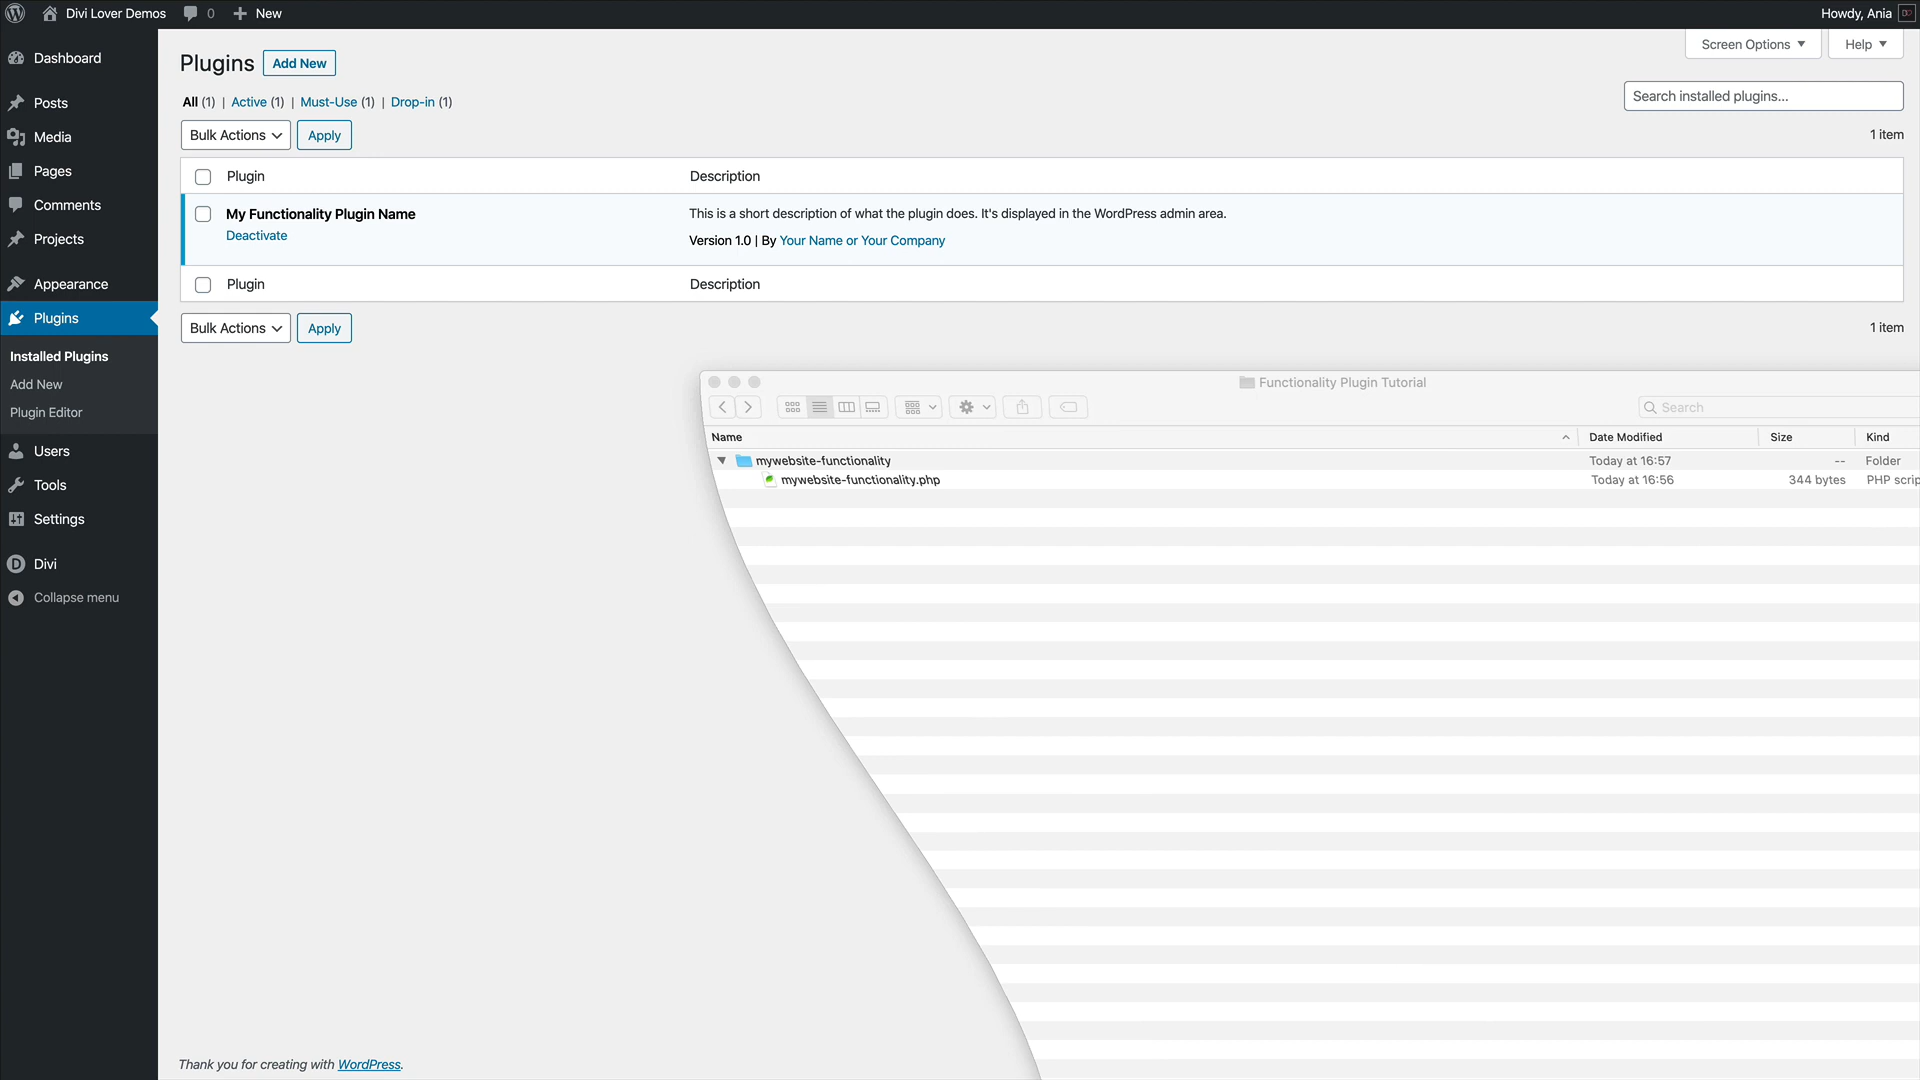 Divi Lover Demos 0 New Howdy, Ania
Dashboard
Posts
Media
Pages
Comments
Projects
Appearance
Plugins
Installed Plugins
Add New
Plugin Editor
Users
Tools
Settings
Divi
Collapse menu
Screen Options Help
Plugins Add New
All (1) | Active (1) | Must-Use (1) | Drop-in (1)
Search installed plugins...
Bulk Actions Apply 1 item
Plugin Description
My Functionality Plugin Name This is a short description of what the plugin does. It's displayed in the WordPress admin area.
Deactivate
Version 1.0 | By Your Name or Your Company
Plugin Description
Bulk Actions Apply 1 item
Functionality Plugin Tutorial
Search
Name Date Modified Size Kind
mywebsite-functionality Today at 16:57 -- Folder
mywebsite-functionality.php Today at 16:56 344 bytes PHP scrip
Thank you for creating with WordPress.